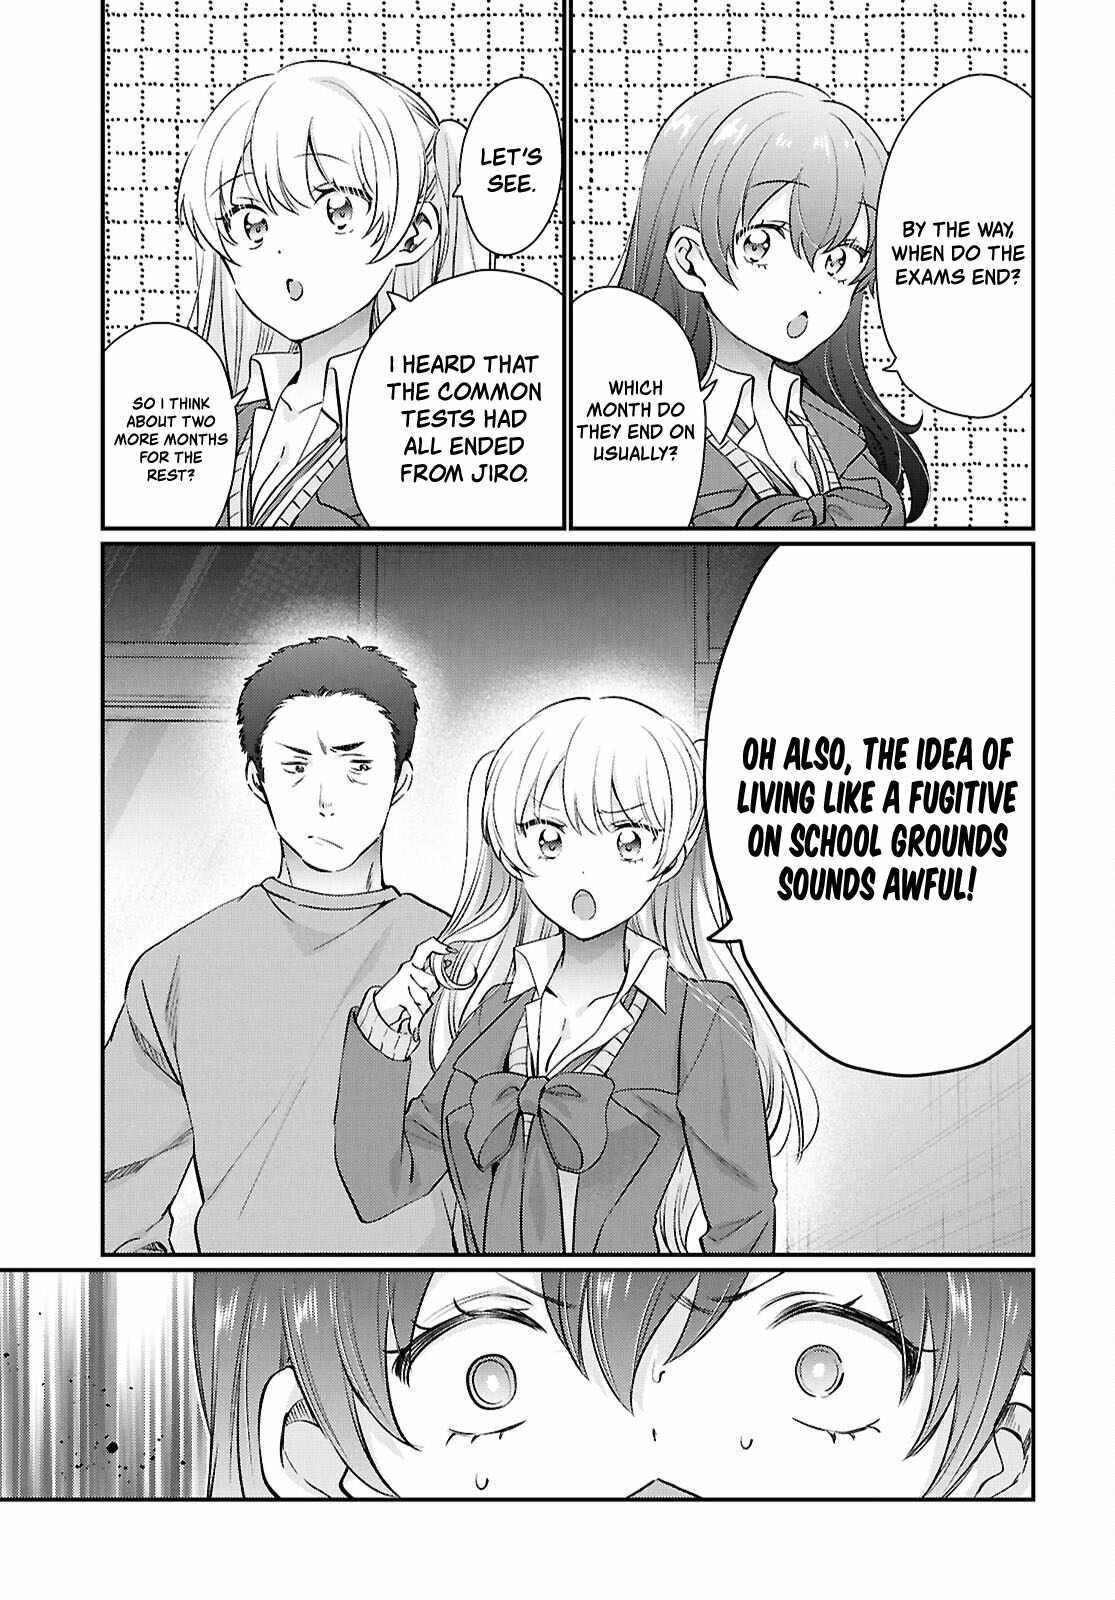 BY THE WAY,
WHEN DO THE
EXAMS END?
WHICH
MONTH DO
THEY END ON
USUALLY?
LET'S
SEE.
I HEARD THAT
THE COMMON
TESTS HAD
ALL ENDED
FROM JIRO.
SO I THINK
ABOUT TWO
MORE MONTHS
FOR THE
REST?
OH ALSO, THE IDEA OF
LIVING LIKE A FUGITIVE
ON SCHOOL GROUNDS
SOUNDS AWFUL!